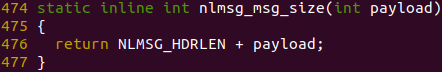 474 static inline int nlmsg_msg_size(int payload)
475 {
476   return NLMSG_HDRLEN + payload;
477 }